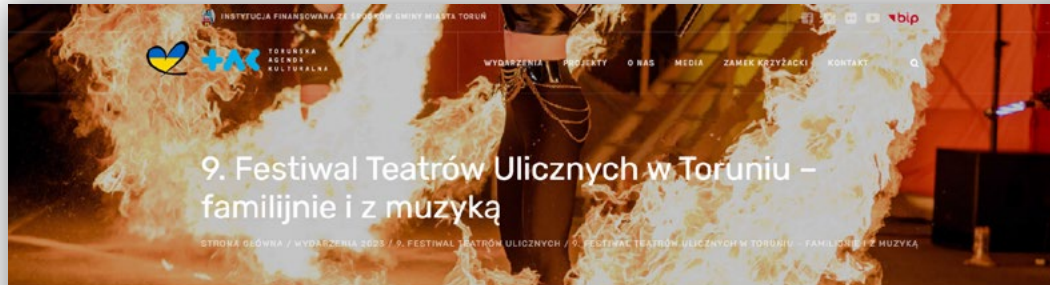 INSTYTUCJA FINANSOWANA ZE ŚRODKÓW GMINY MIASTA TORUŃ
bip
TAK TORUŃSKA
AGENDA
KULTURALNA
WYDARZENIA PROJEKTY O NAS MEDIA ZAMEK KRZYŻACKI KONTAKT
9. Festiwal Teatrów Ulicznych w Toruniu –
familijnie i z muzyką
STRONA GŁÓWNA / WYDARZENIA 2023 / 9. FESTIWAL TEATRÓW ULICZNYCH / 9. FESTIWAL TEATRÓW ULICZNYCH W TORUNIU – FAMILIJNIE I Z MUZYKĄ